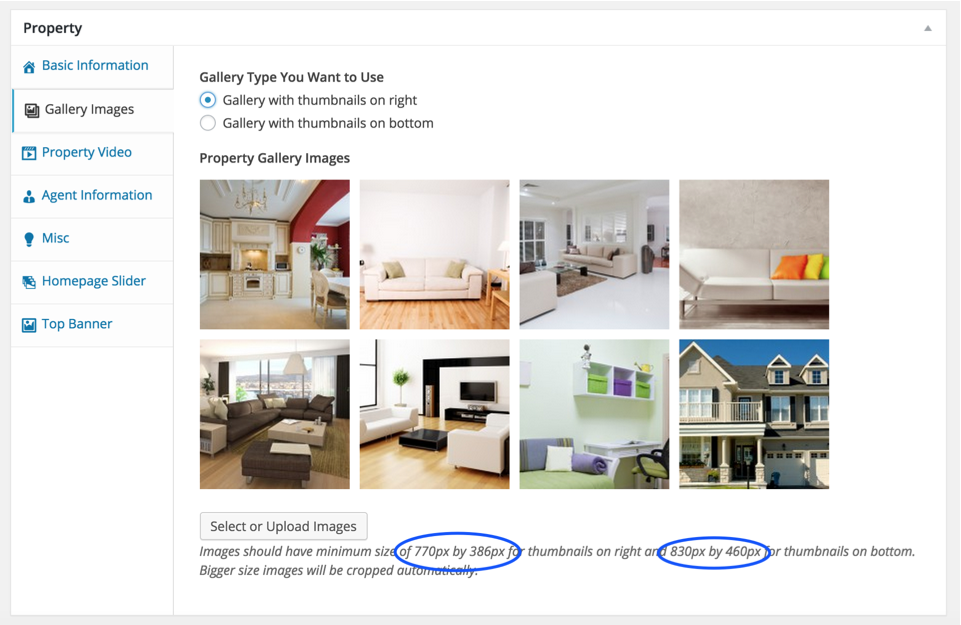 Property
Basic Information
Gallery Images
Property Video
Agent Information
Misc
Homepage Slider
Top Banner
Gallery Type You Want to Use
Gallery with thumbnails on right
Gallery with thumbnails on bottom
Property Gallery Images
Select or Upload Images
Images should have minimum size of 770px by 386px for thumbnails on right and 830px by 460px for thumbnails on bottom.
Bigger size images will be cropped automatically.